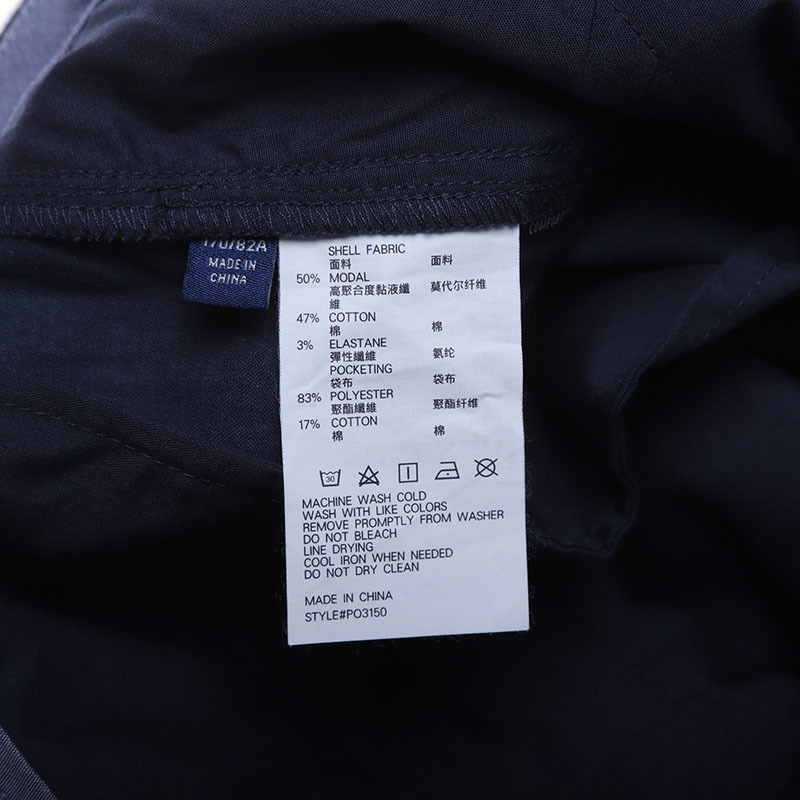 170/82A
MADE IN
CHINA
SHELL FABRIC
面料 面料
50% MODAL
高聚合度黏液纖 莫代尔纤维
維
47% COTTON
棉 棉
3% ELASTANE
彈性纖維 氨纶
POCKETING
袋布 袋布
83% POLYESTER
聚酯纖維 聚酯纤维
17% COTTON
棉 棉
30
MACHINE WASH COLD
WASH WITH LIKE COLORS
REMOVE PROMPTLY FROM WASHER
DO NOT BLEACH
LINE DRYING
COOL IRON WHEN NEEDED
DO NOT DRY CLEAN
MADE IN CHINA
STYLE#PO3150